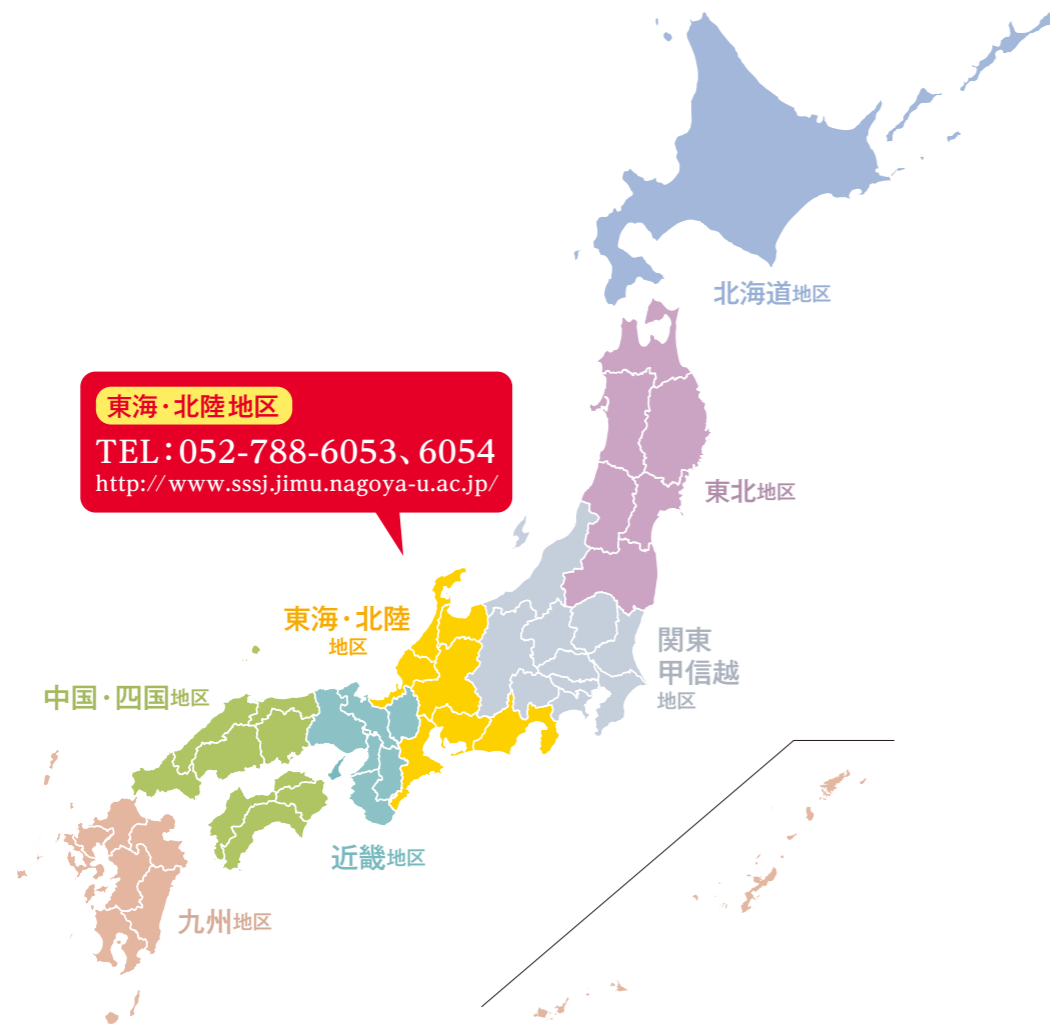 北海道地区
東海・北陸地区
TEL：052-788-6053、6054
http://www.sssj.jimu.nagoya-u.ac.jp/
東北地区
東海・北陸
地区
関東
甲信越
地区
中国・四国地区
近畿地区
九州地区